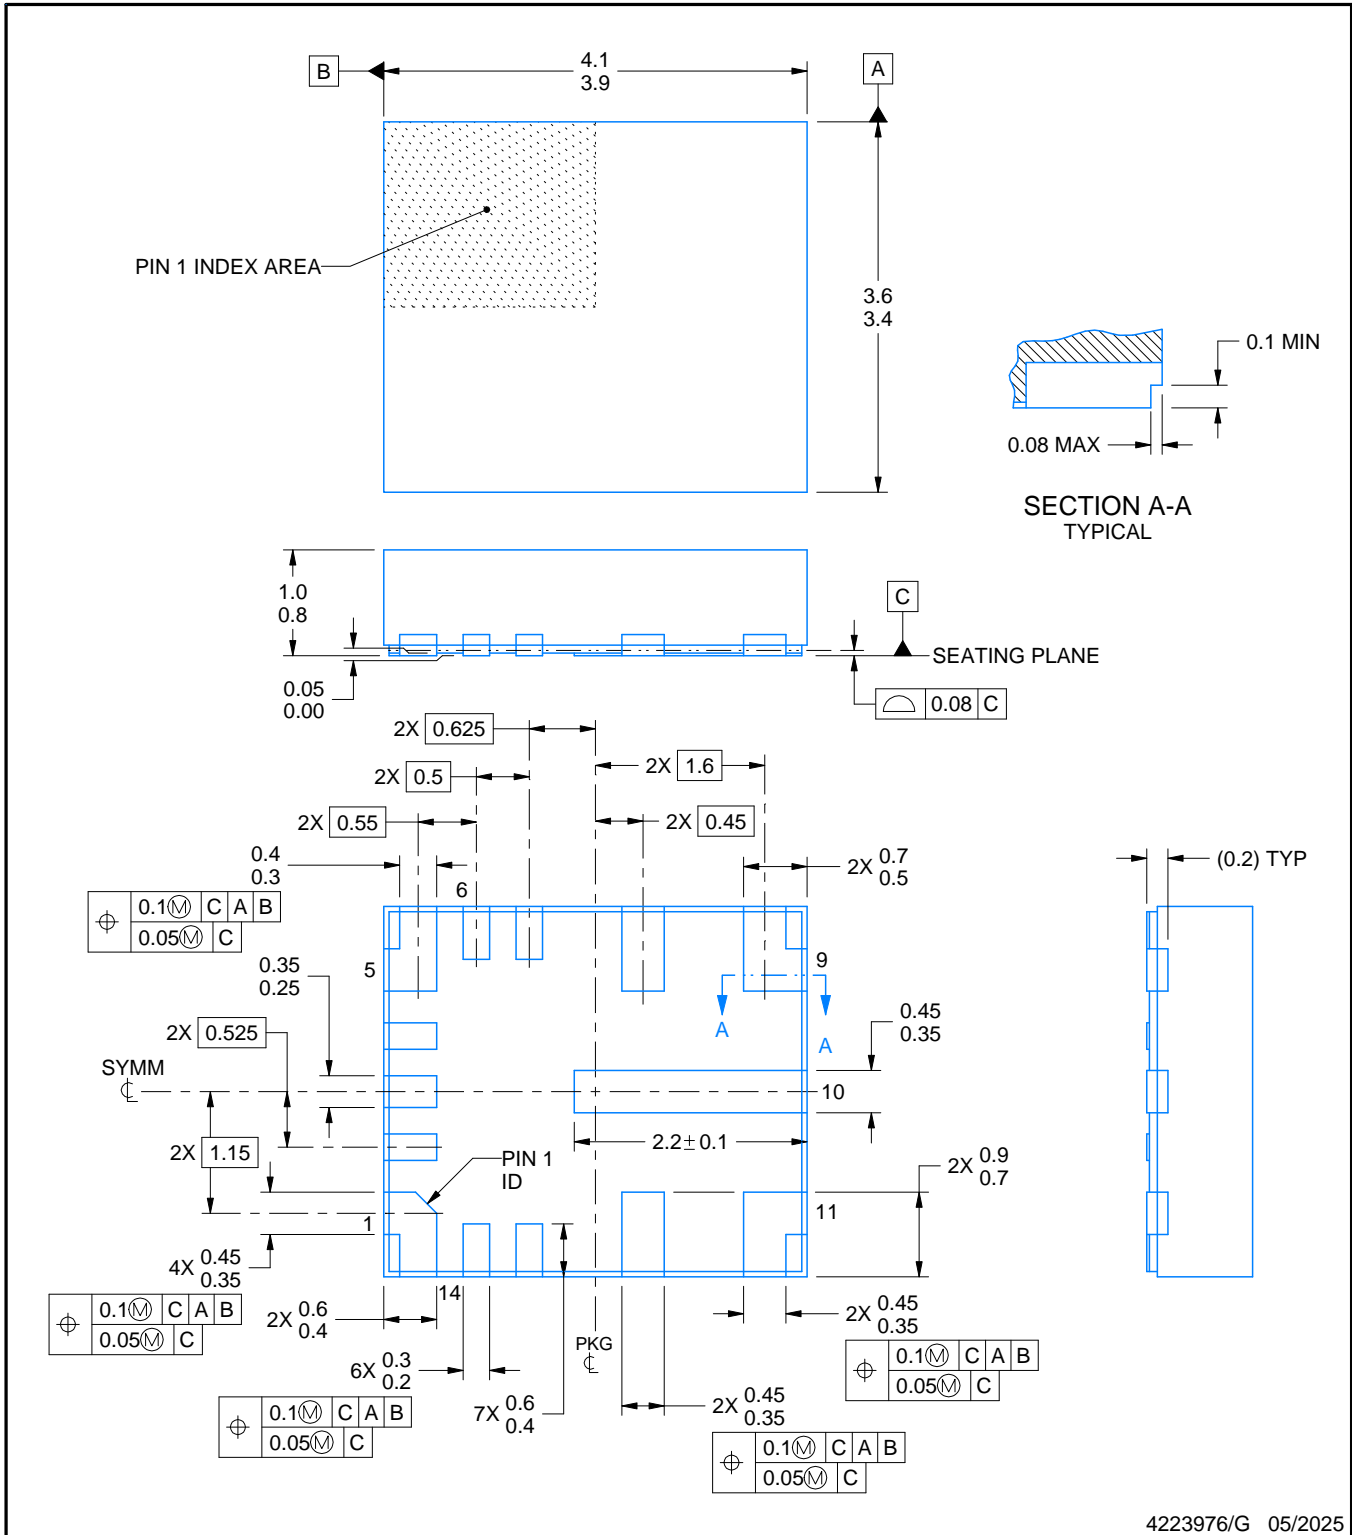 B
4.1
3.9
A
PIN 1 INDEX AREA
3.6
3.4
0.1 MIN
0.08 MAX
SECTION A-A
TYPICAL
1.0
0.8
C
SEATING PLANE
0.05
0.00
0.08 C
2X 0.625
2X 1.6
2X 0.5
2X 0.55
2X 0.45
0.4
0.3
2X 0.7
0.5
(0.2) TYP
6
0.1Ⓜ C A B
0.05Ⓜ C
5
9
0.35
0.25
A
A
0.45
0.35
2X 0.525
SYMM
℄
10
2X 1.15
2.2±0.1
PIN 1
ID
2X 0.9
0.7
1
11
4X 0.45
0.35
14
0.1Ⓜ C A B
0.05Ⓜ C
2X 0.6
0.4
2X 0.45
0.35
PKG
℄
0.1Ⓜ C A B
0.05Ⓜ C
6X 0.3
0.2
0.1Ⓜ C A B
0.05Ⓜ C
7X 0.6
0.4
2X 0.45
0.35
0.1Ⓜ C A B
0.05Ⓜ C
4223976/G 05/2025